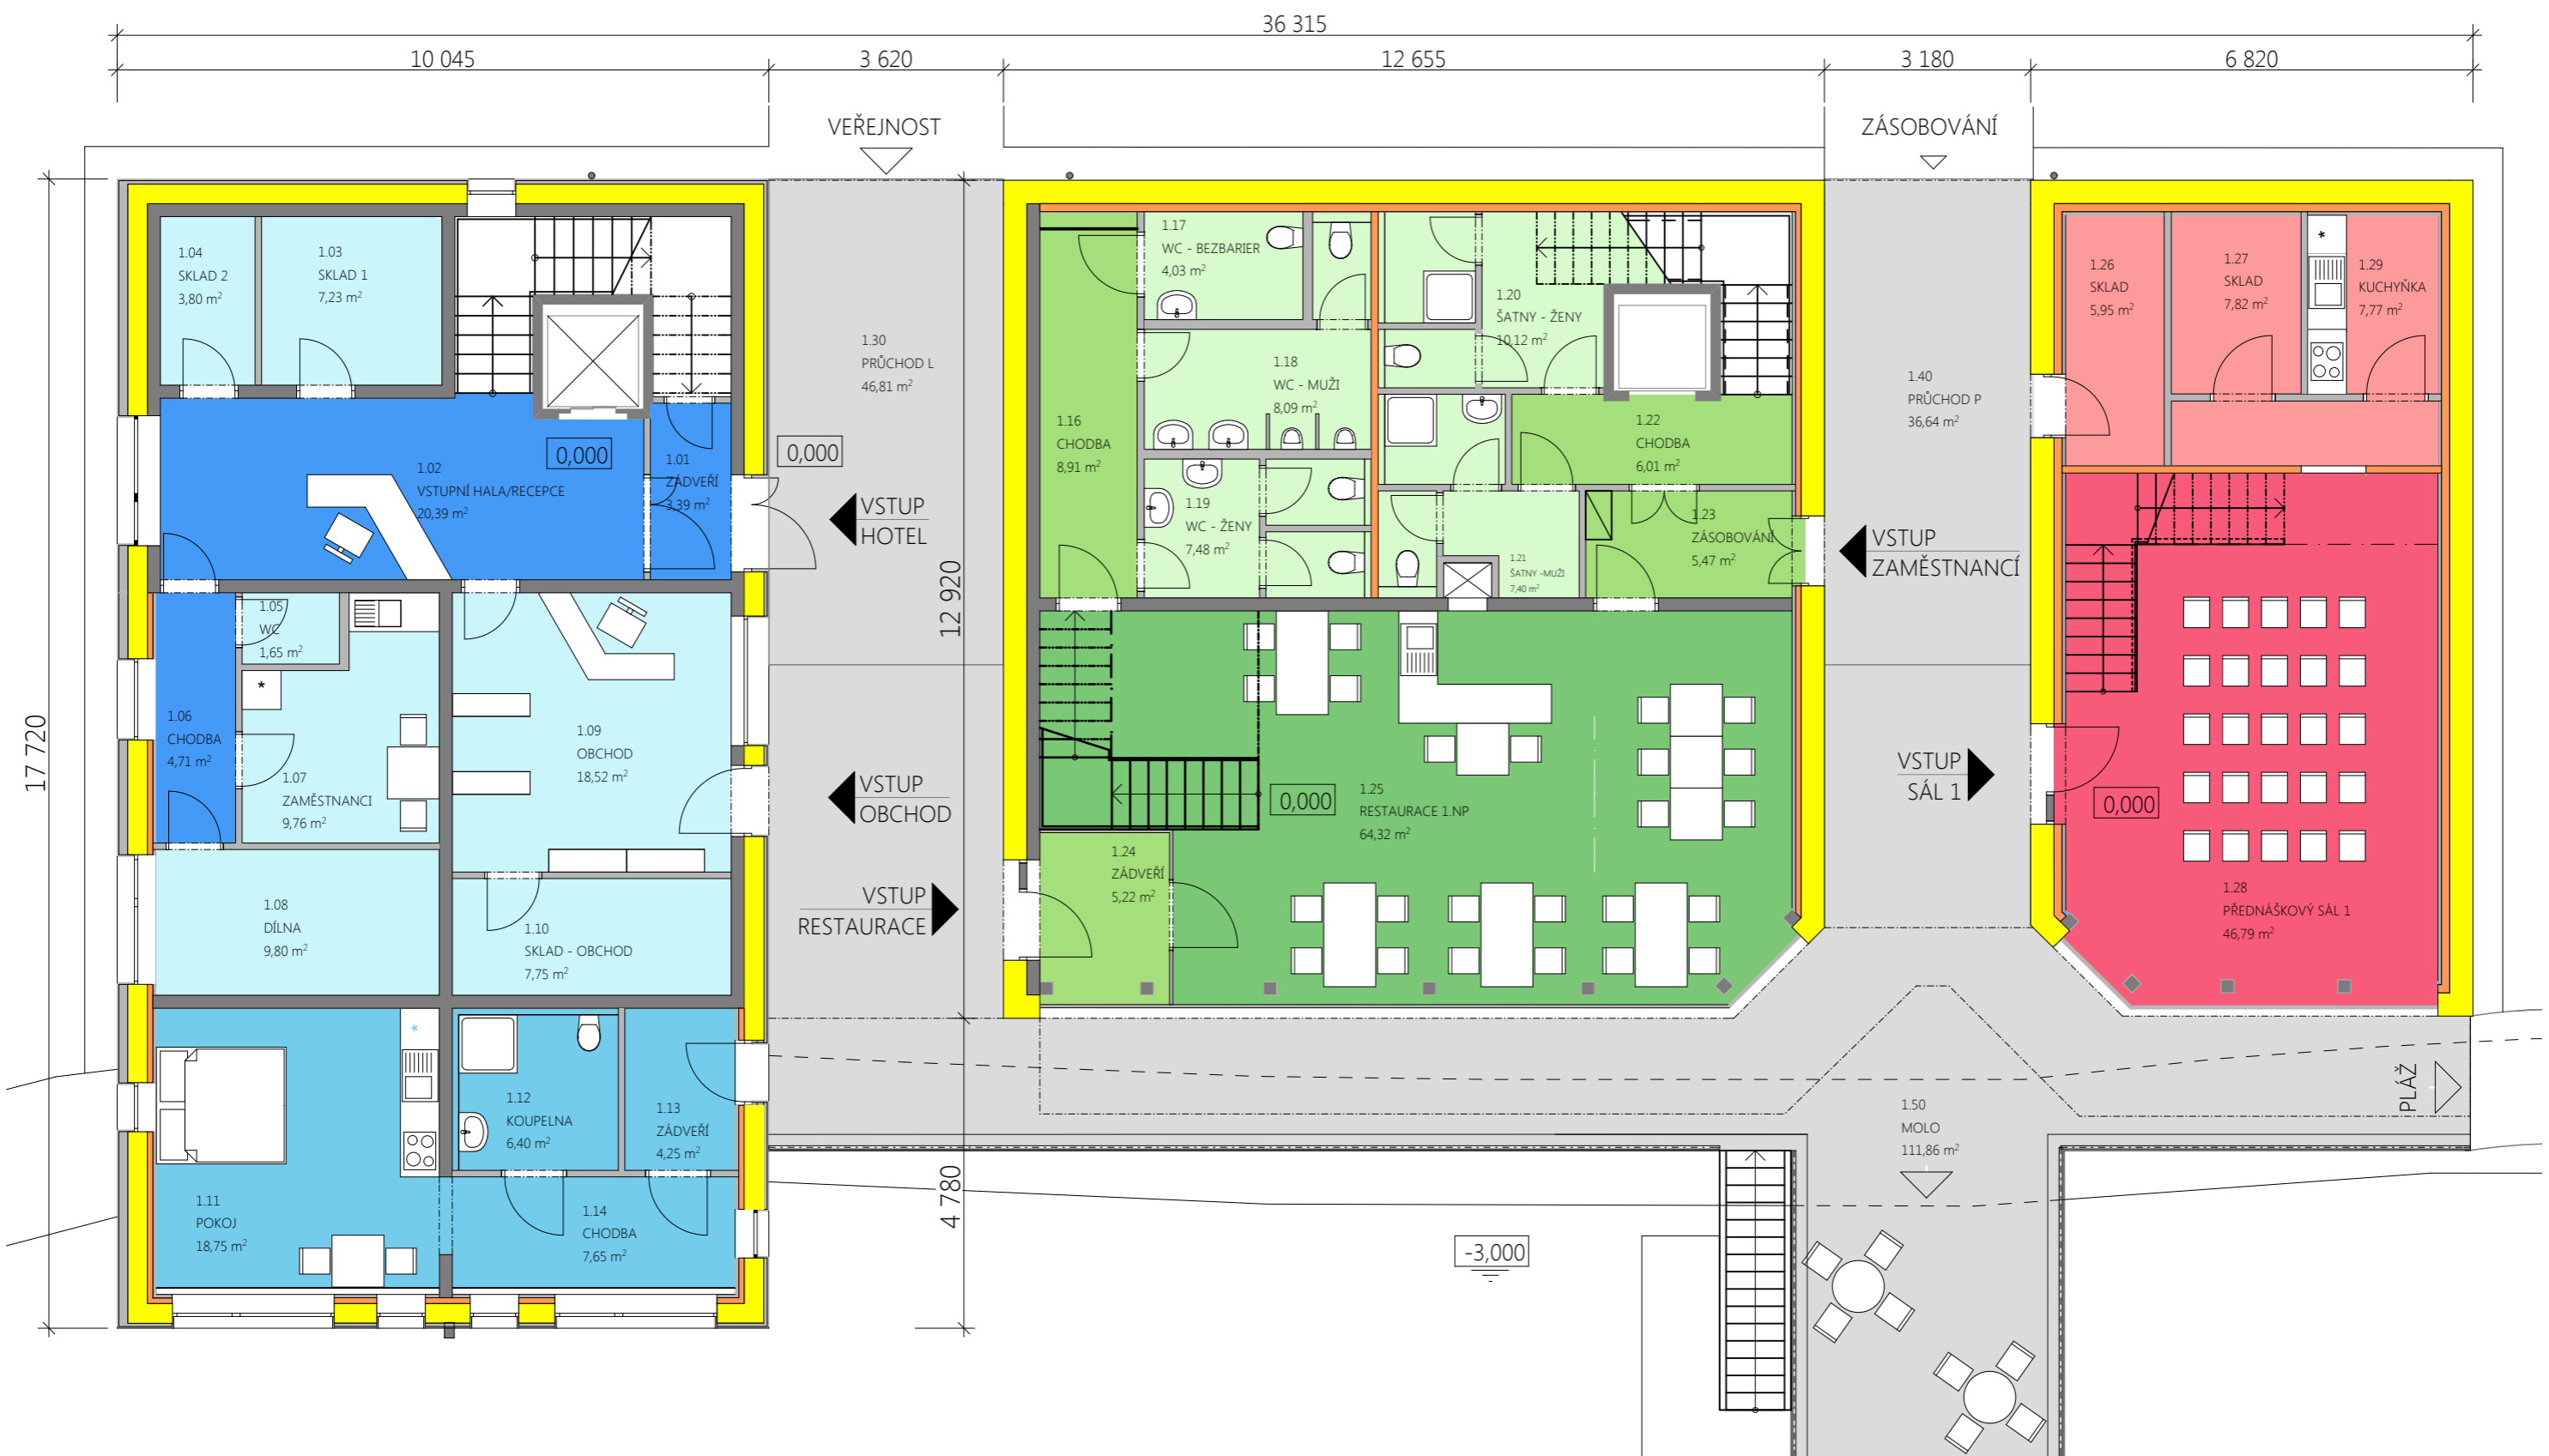 36 315
10 045
3 620
12 655
3 180
6 820
VEŘEJNOST
ZÁSOBOVÁNÍ
17 720
12 920
4 780
1.04
SKLAD 2
3,80 m²
1.03
SKLAD 1
7,23 m²
1.02
VSTUPNÍ HALA/RECEPCE
20,39 m²
0,000
1.01
ZÁDVEŘÍ
3,39 m²
0,000
1.30
PRŮCHOD L
46,81 m²
VSTUP
HOTEL
1.05
WC
1,65 m²
*
1.06
CHODBA
4,71 m²
1.07
ZAMĚSTNANCI
9,76 m²
1.09
OBCHOD
18,52 m²
VSTUP
OBCHOD
1.08
DÍLNA
9,80 m²
1.10
SKLAD - OBCHOD
7,75 m²
VSTUP
RESTAURACE
*
1.12
KOUPELNA
6,40 m²
1.13
ZÁDVEŘÍ
4,25 m²
1.11
POKOJ
18,75 m²
1.14
CHODBA
7,65 m²
1.17
WC - BEZBARIER
4,03 m²
1.20
ŠATNY - ŽENY
10,12 m²
1.18
WC - MUŽI
8,09 m²
1.16
CHODBA
8,91 m²
1.22
CHODBA
6,01 m²
1.19
WC - ŽENY
7,48 m²
1.21
ŠATNY -MUŽI
7,40 m²
1.23
ZÁSOBOVÁNÍ
5,47 m²
1.25
RESTAURACE 1.NP
64,32 m²
0,000
1.24
ZÁDVEŘÍ
5,22 m²
1.40
PRŮCHOD P
36,64 m²
VSTUP
ZAMĚSTNANCÍ
VSTUP
SÁL 1
1.26
SKLAD
5,95 m²
1.27
SKLAD
7,82 m²
*
1.29
KUCHYŇKA
7,77 m²
0,000
1.28
PŘEDNÁŠKOVÝ SÁL 1
46,79 m²
PLÁŽ
1.50
MOLO
111,86 m²
-3,000